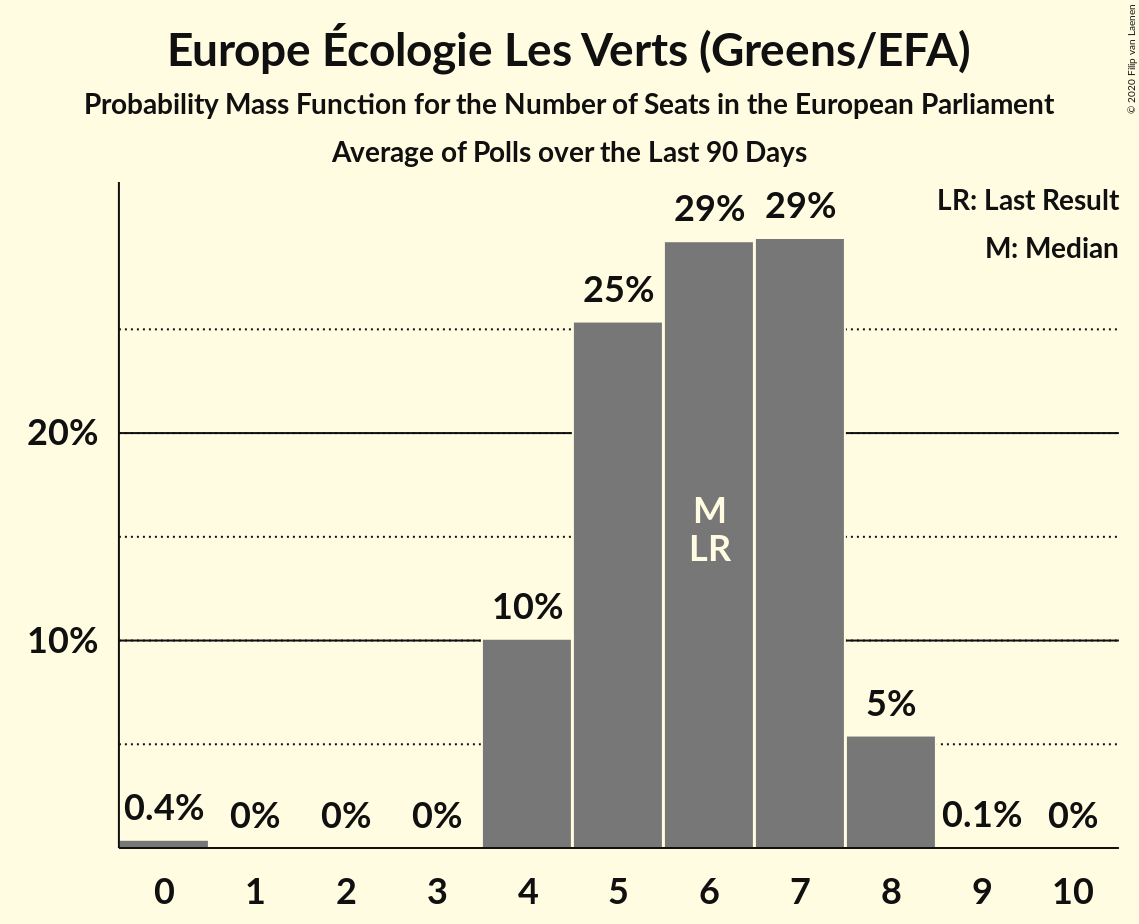 Europe Écologie Les Verts (Greens/EFA)
Probability Mass Function for the Number of Seats in the European Parliament
Average of Polls over the Last 90 Days
© 2020 Filip van Laenen
LR: Last Result
M: Median
29% 29%
25%
20%
M
LR
10%
10%
5%
0.4% 0% 0% 0% 0.1% 0%
0 1 2 3 4 5 6 7 8 9 10